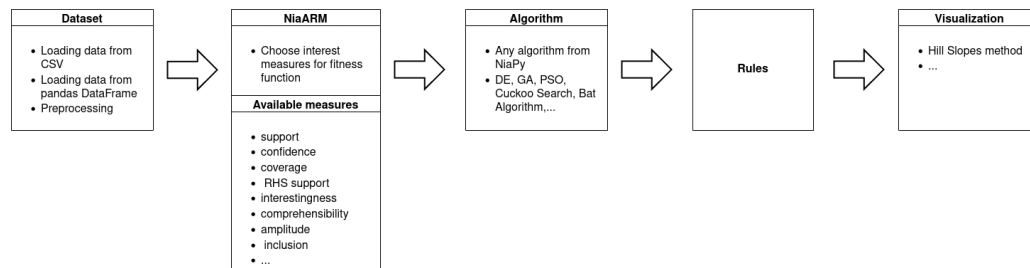 Dataset
• Loading data from
CSV
• Loading data from
pandas DataFrame
• Preprocessing
NiaARM
• Choose interest
measures for fitness
function
Available measures
• support
• confidence
• coverage
• RHS support
• interestingness
• comprehensibility
• amplitude
• inclusion
• ...
Algorithm
• Any algorithm from
NiaPy
• DE, GA, PSO,
Cuckoo Search, Bat
Algorithm,...
Rules
Visualization
• Hill Slopes method
• ...